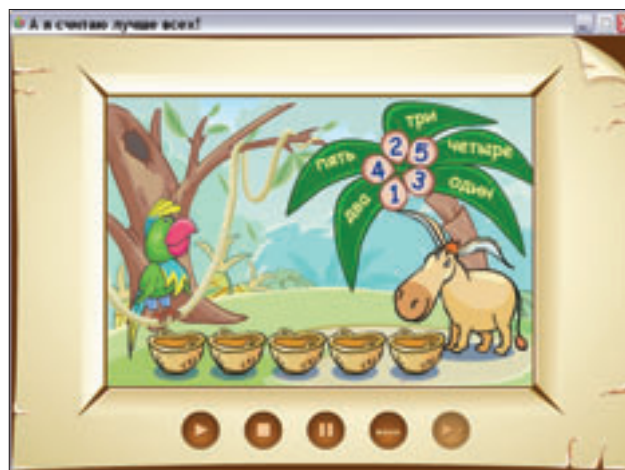 А я считаю лучше всех!
три
пять
четыре
два
один
2
5
4
3
1